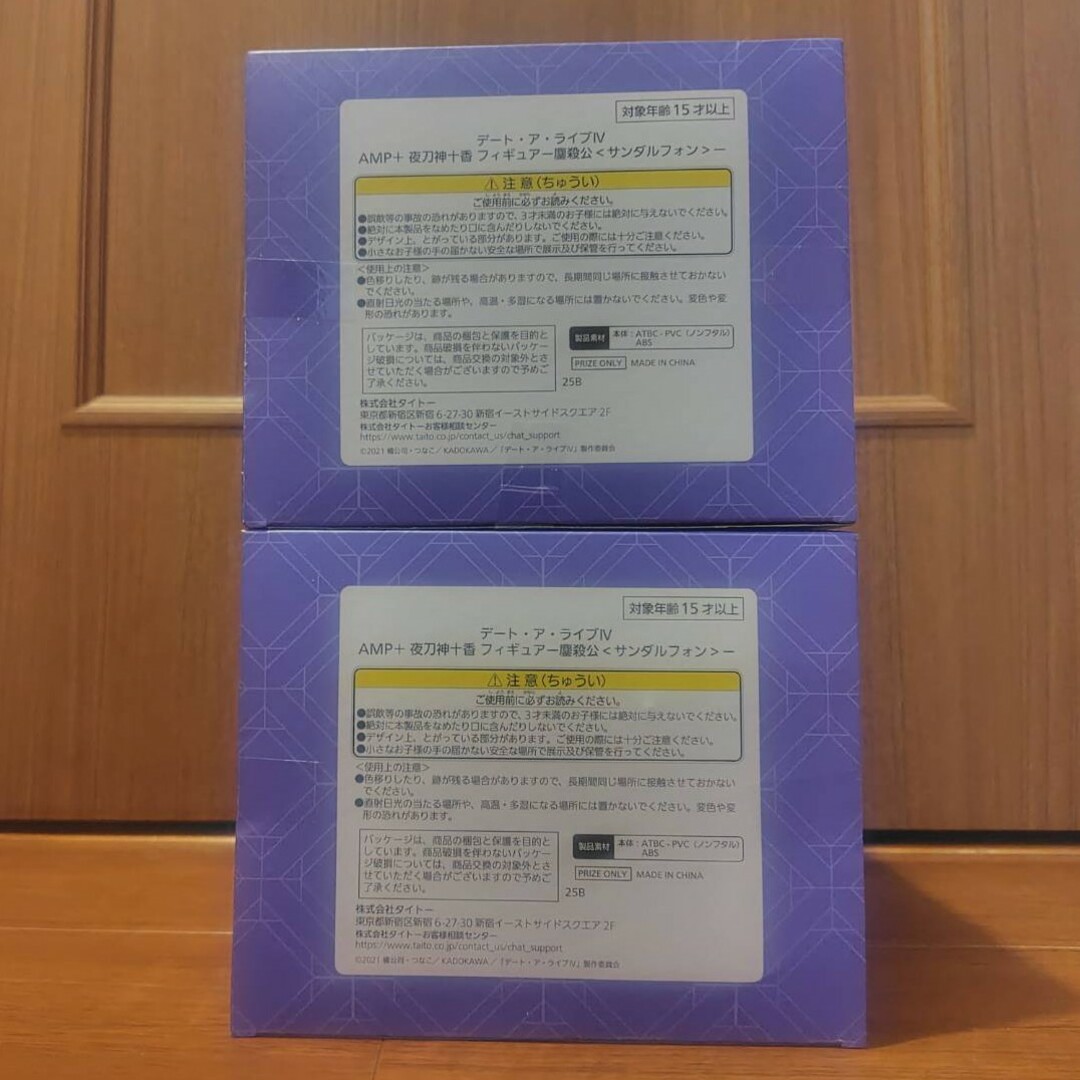 対象年齢15才以上
デート・ア・ライブⅣ
AMP+ 夜刀神十香 フィギュアー鏖殺公<サンダルフォン>ー
⚠注意(ちゅうい)
ご使用前に必ずお読みください。
●誤飲等の事故の恐れがありますので、3才未満のお子様には絶対に与えないでください。
●絶対に本製品をなめたり口に含んだりしないでください。
●デザイン上、とがっている部分があります。ご使用の際には十分ご注意ください。
●小さなお子様の手の届かない安全な場所で展示及び保管を行ってください。
<使用上の注意>
●色移りしたり、跡が残る場合がありますので、長期間同じ場所に接触させておかない
でください。
●直射日光の当たる場所や、高温・多湿になる場所には置かないでください。変色や変
形の恐れがあります。
パッケージは、商品の梱包と保護を目的と
しています。商品破損を伴わないパッケー
ジ破損については、商品交換の対象外とさ
せていただく場合がございますので予めご
了承ください。
製品素材 本体:ATBC-PVC(ノンフタル)
ABS
PRIZE ONLY MADE IN CHINA
25B
株式会社タイトー
東京都新宿区新宿6-27-30 新宿イーストサイドスクエア2F
株式会社タイトーお客様相談センター
https://www.taito.co.jp/contact_us/chat_support
©2021 橘公司・つなこ/KADOKAWA/「デート・ア・ライブⅣ」製作委員会
対象年齢15才以上
デート・ア・ライブⅣ
AMP+ 夜刀神十香 フィギュアー鏖殺公<サンダルフォン>ー
⚠注意(ちゅうい)
ご使用前に必ずお読みください。
●誤飲等の事故の恐れがありますので、3才未満のお子様には絶対に与えないでください。
●絶対に本製品をなめたり口に含んだりしないでください。
●デザイン上、とがっている部分があります。ご使用の際には十分ご注意ください。
●小さなお子様の手の届かない安全な場所で展示及び保管を行ってください。
<使用上の注意>
●色移りしたり、跡が残る場合がありますので、長期間同じ場所に接触させておかない
でください。
●直射日光の当たる場所や、高温・多湿になる場所には置かないでください。変色や変
形の恐れがあります。
パッケージは、商品の梱包と保護を目的と
しています。商品破損を伴わないパッケー
ジ破損については、商品交換の対象外とさ
せていただく場合がございますので予めご
了承ください。
製品素材 本体:ATBC-PVC(ノンフタル)
ABS
PRIZE ONLY MADE IN CHINA
25B
株式会社タイトー
東京都新宿区新宿6-27-30 新宿イーストサイドスクエア2F
株式会社タイトーお客様相談センター
https://www.taito.co.jp/contact_us/chat_support
©2021 橘公司・つなこ/KADOKAWA/「デート・ア・ライブⅣ」製作委員会